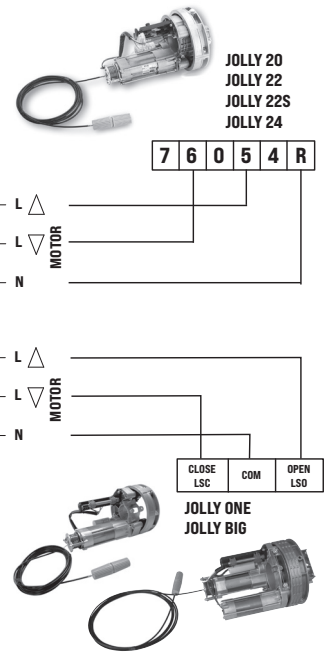 JOLLY 20
JOLLY 22
JOLLY 22S
JOLLY 24
7 6 0 5 4 R
L △
L ▽
MOTOR
N
L △
L ▽
MOTOR
N
CLOSE LSC
COM
OPEN LSO
JOLLY ONE
JOLLY BIG